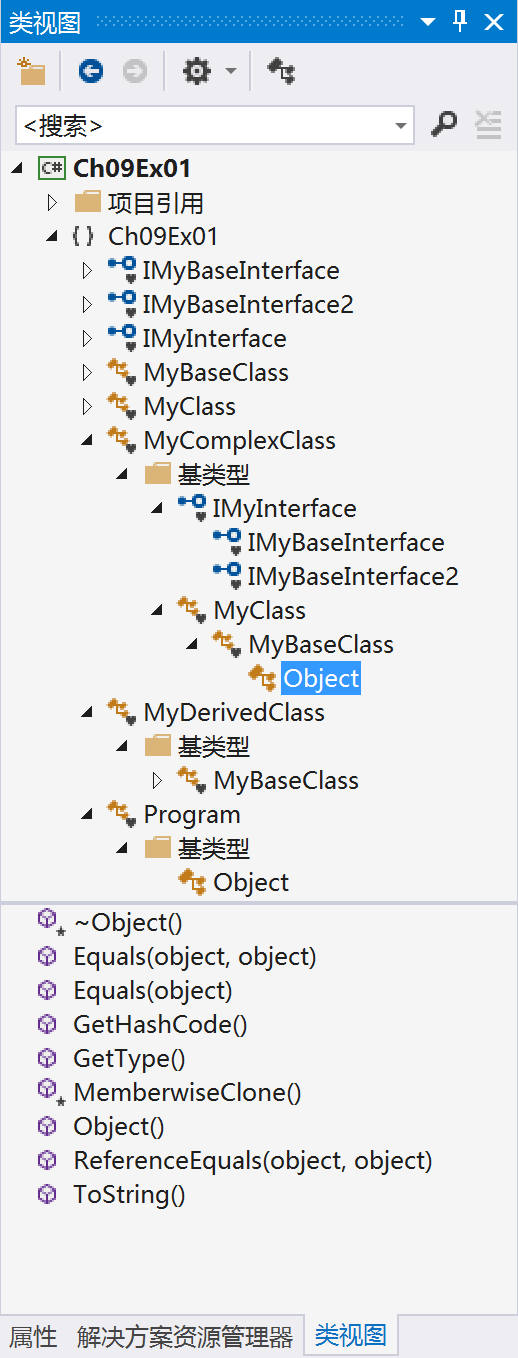 类视图
<搜索>
C# Ch09Ex01
项目引用
{ } Ch09Ex01
IMyBaseInterface
IMyBaseInterface2
IMyInterface
MyBaseClass
MyClass
MyComplexClass
基类型
IMyInterface
IMyBaseInterface
IMyBaseInterface2
MyClass
MyBaseClass
Object
MyDerivedClass
基类型
MyBaseClass
Program
基类型
Object
~Object()
Equals(object, object)
Equals(object)
GetHashCode()
GetType()
MemberwiseClone()
Object()
ReferenceEquals(object, object)
ToString()
属性 解决方案资源管理器 类视图